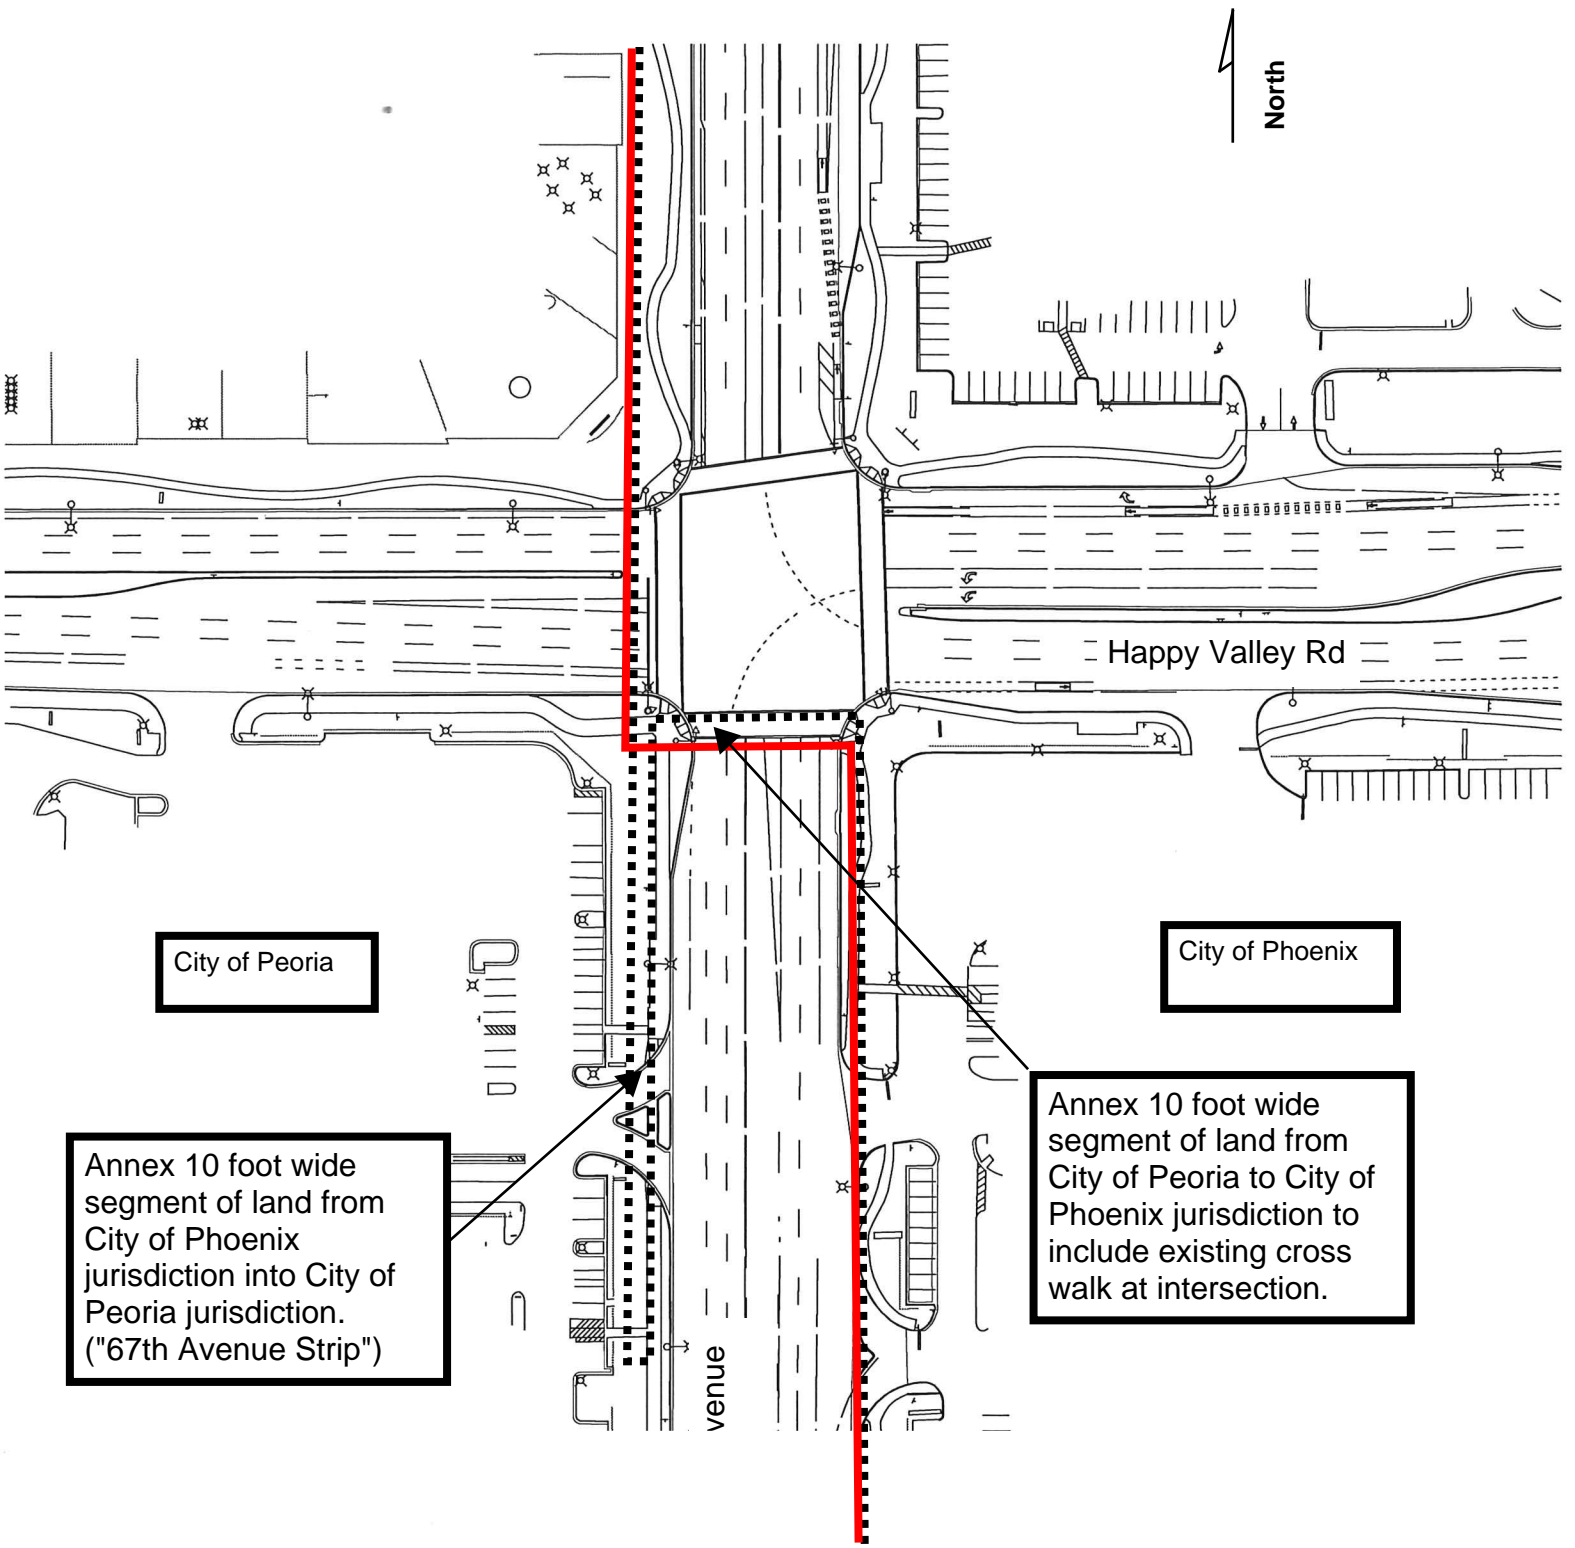 North
Happy Valley Rd
City of Peoria
City of Phoenix
Annex 10 foot wide
segment of land from
City of Phoenix
jurisdiction into City of
Peoria jurisdiction.
("67th Avenue Strip")
Annex 10 foot wide
segment of land from
City of Peoria to City of
Phoenix jurisdiction to
include existing cross
walk at intersection.
venue